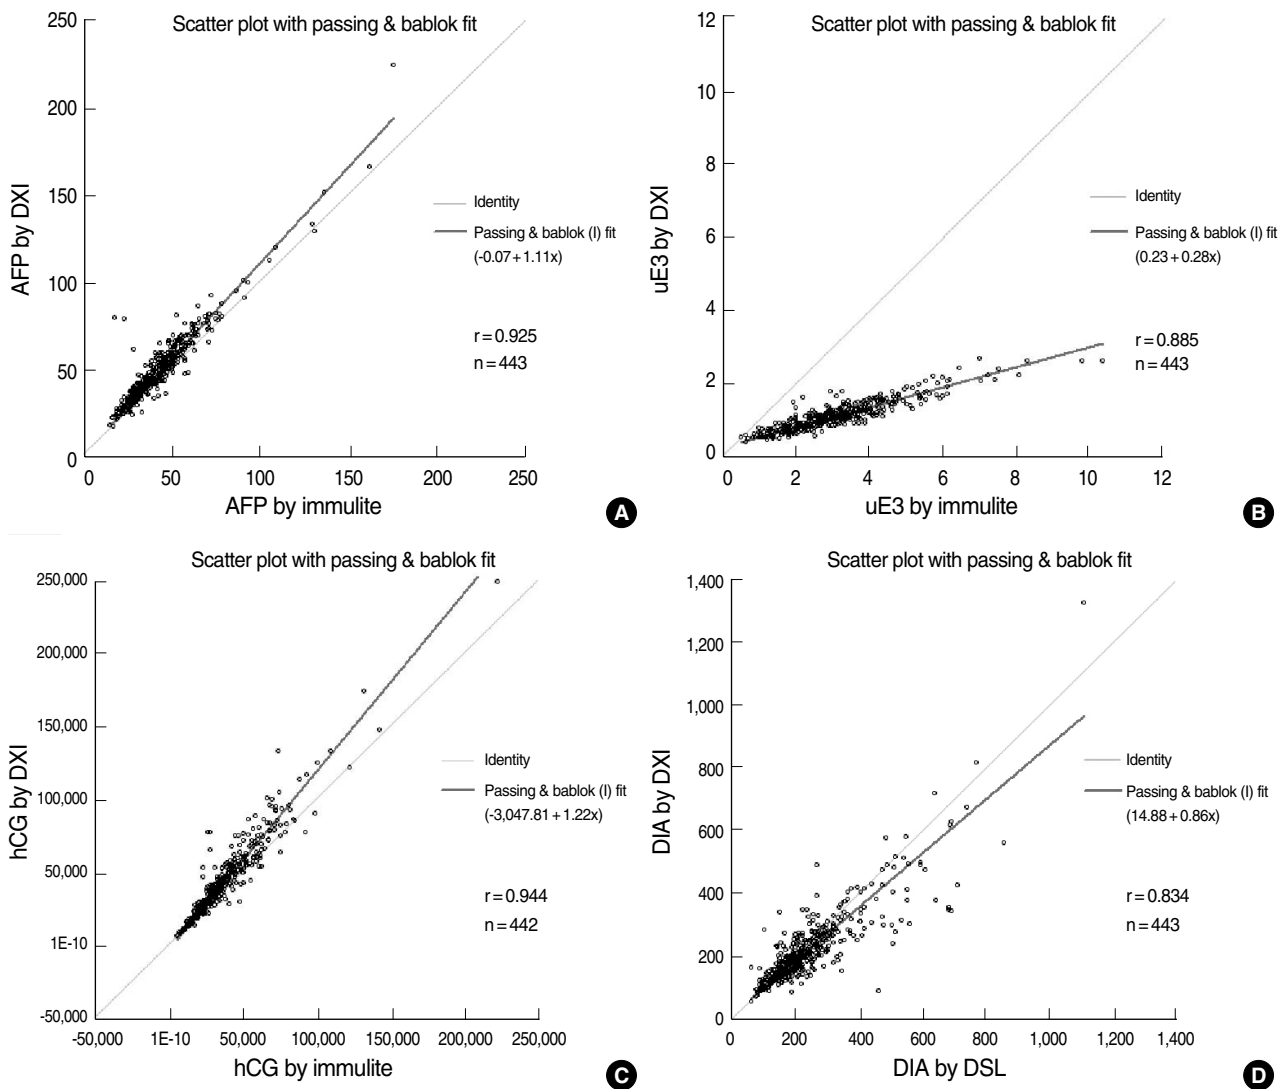 Scatter plot with passing & bablok fit
250
200
150
100
50
0
0 50 100 150 200 250
AFP by DXI
AFP by immulite
Identity
Passing & bablok (I) fit
(-0.07 + 1.11x)
r = 0.925
n = 443
A
Scatter plot with passing & bablok fit
12
10
8
6
4
2
0
0 2 4 6 8 10 12
uE3 by DXI
uE3 by immulite
Identity
Passing & bablok (I) fit
(0.23 + 0.28x)
r = 0.885
n = 443
B
Scatter plot with passing & bablok fit
250,000
200,000
150,000
100,000
50,000
1E-10
-50,000
-50,000 1E-10 50,000 100,000 150,000 200,000 250,000
hCG by DXI
hCG by immulite
Identity
Passing & bablok (I) fit
(-3,047.81 + 1.22x)
r = 0.944
n = 442
C
Scatter plot with passing & bablok fit
1,400
1,200
1,000
800
600
400
200
0
0 200 400 600 800 1,000 1,200 1,400
DIA by DXI
DIA by DSL
Identity
Passing & bablok (I) fit
(14.88 + 0.86x)
r = 0.834
n = 443
D